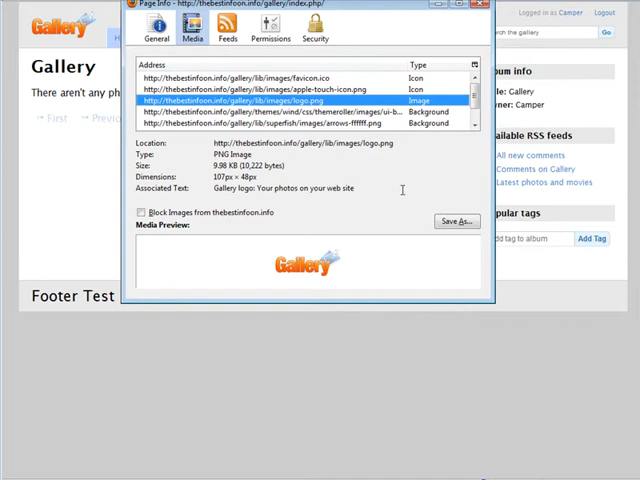 Page Info - http://thebestinfoon.info/gallery/index.php/
Logged in as Camper Logout
Gallery
General
Media
Feeds
Permissions
Security
search the gallery Go
Gallery
There aren't any ph
First
Previo
Address Type
http://thebestinfoon.info/gallery/lib/images/favicon.ico Icon
http://thebestinfoon.info/gallery/lib/images/apple-touch-icon.png Icon
http://thebestinfoon.info/gallery/lib/images/logo.png Image
http://thebestinfoon.info/gallery/themes/wind/css/themeroller/images/ui-b... Background
http://thebestinfoon.info/gallery/lib/superfish/images/arrows-ffffff.png Background
Location: http://thebestinfoon.info/gallery/lib/images/logo.png
Type: PNG Image
Size: 9.98 KB (10,222 bytes)
Dimensions: 107px × 48px
Associated Text: Gallery logo: Your photos on your web site
Block Images from thebestinfoon.info
Save As...
Media Preview:
Gallery
bum info
le: Gallery
wner: Camper
ailable RSS feeds
All new comments
Comments on Gallery
Latest photos and movies
pular tags
add tag to album Add Tag
Footer Test